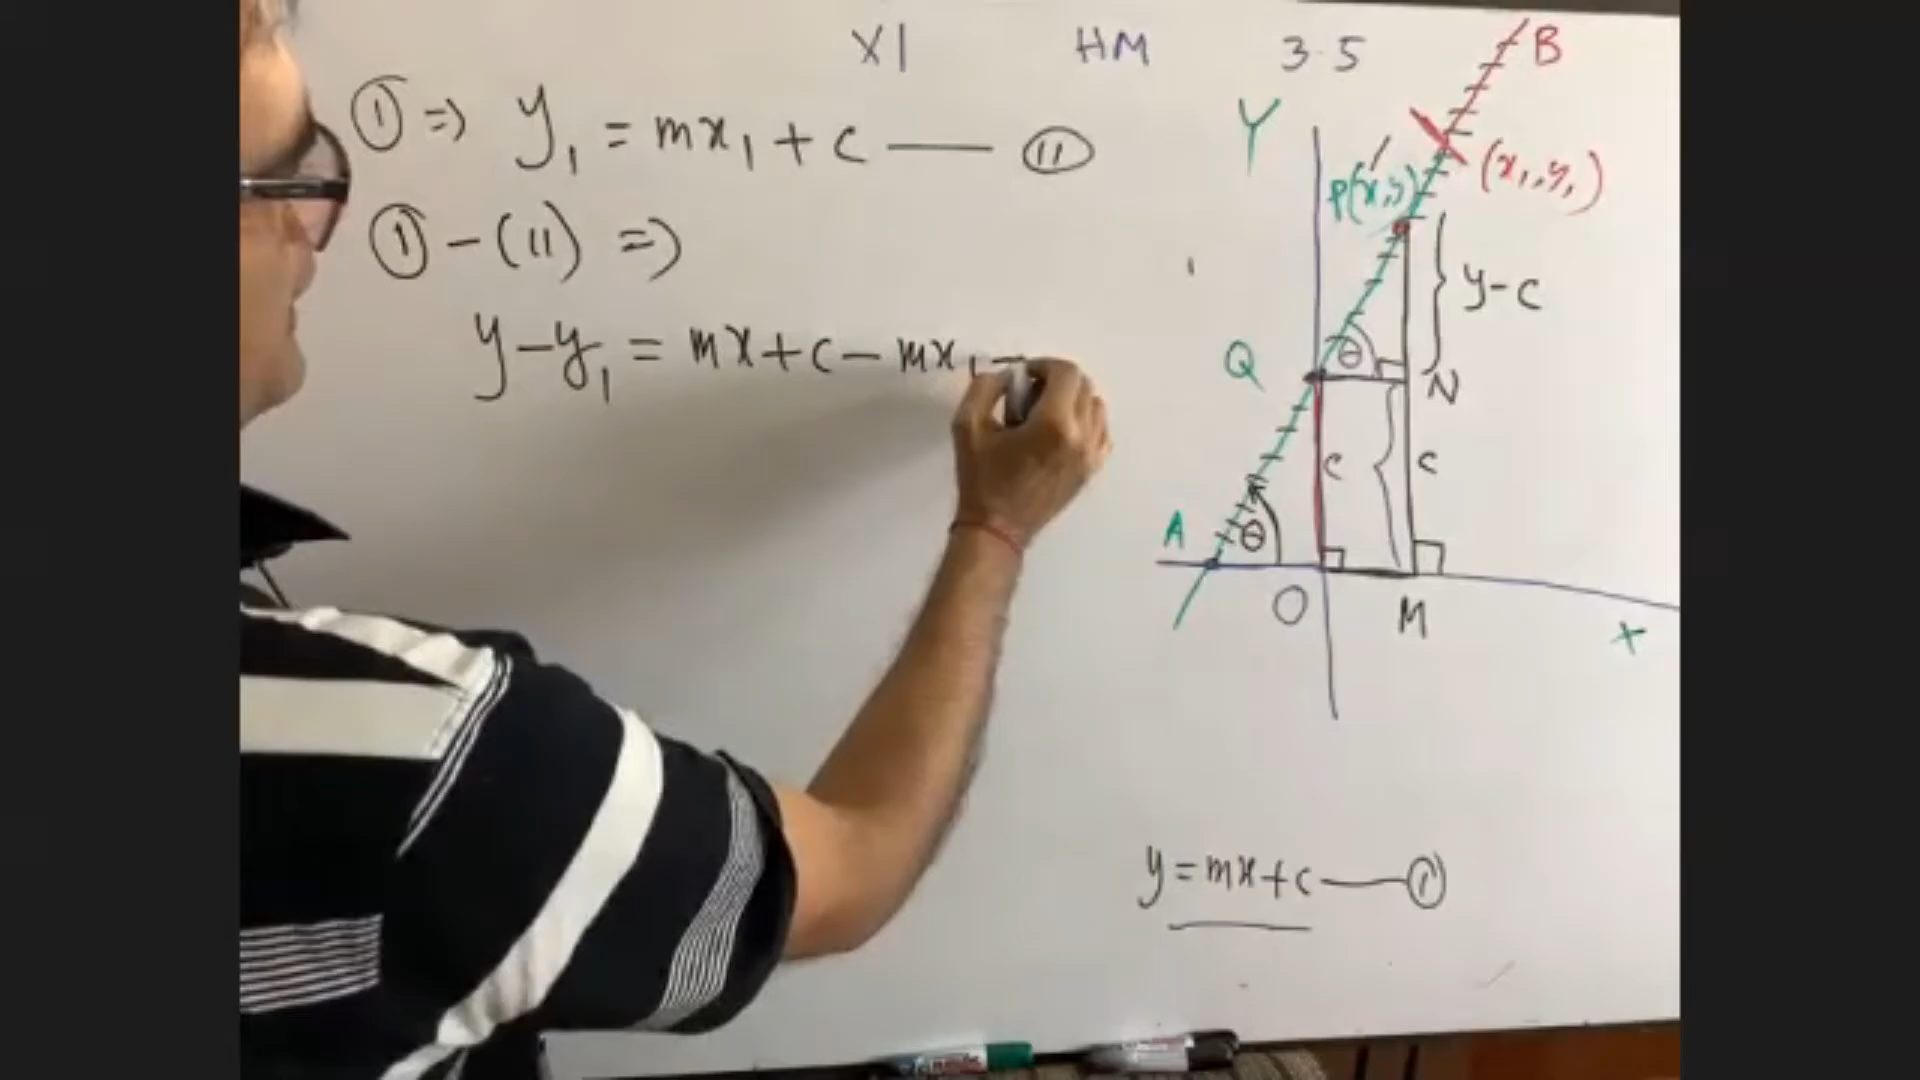 XI HM 3.5
① ⇒ y₁ = mx₁ + c —— ⑪
① - (11) ⇒
y - y₁ = mx + c - mx₁ -
Y
B
P(x,y)
(x₁,y₁)
y - c
Q
θ
N
c
c
A
θ
O
M
x
y = mx + c —— ①